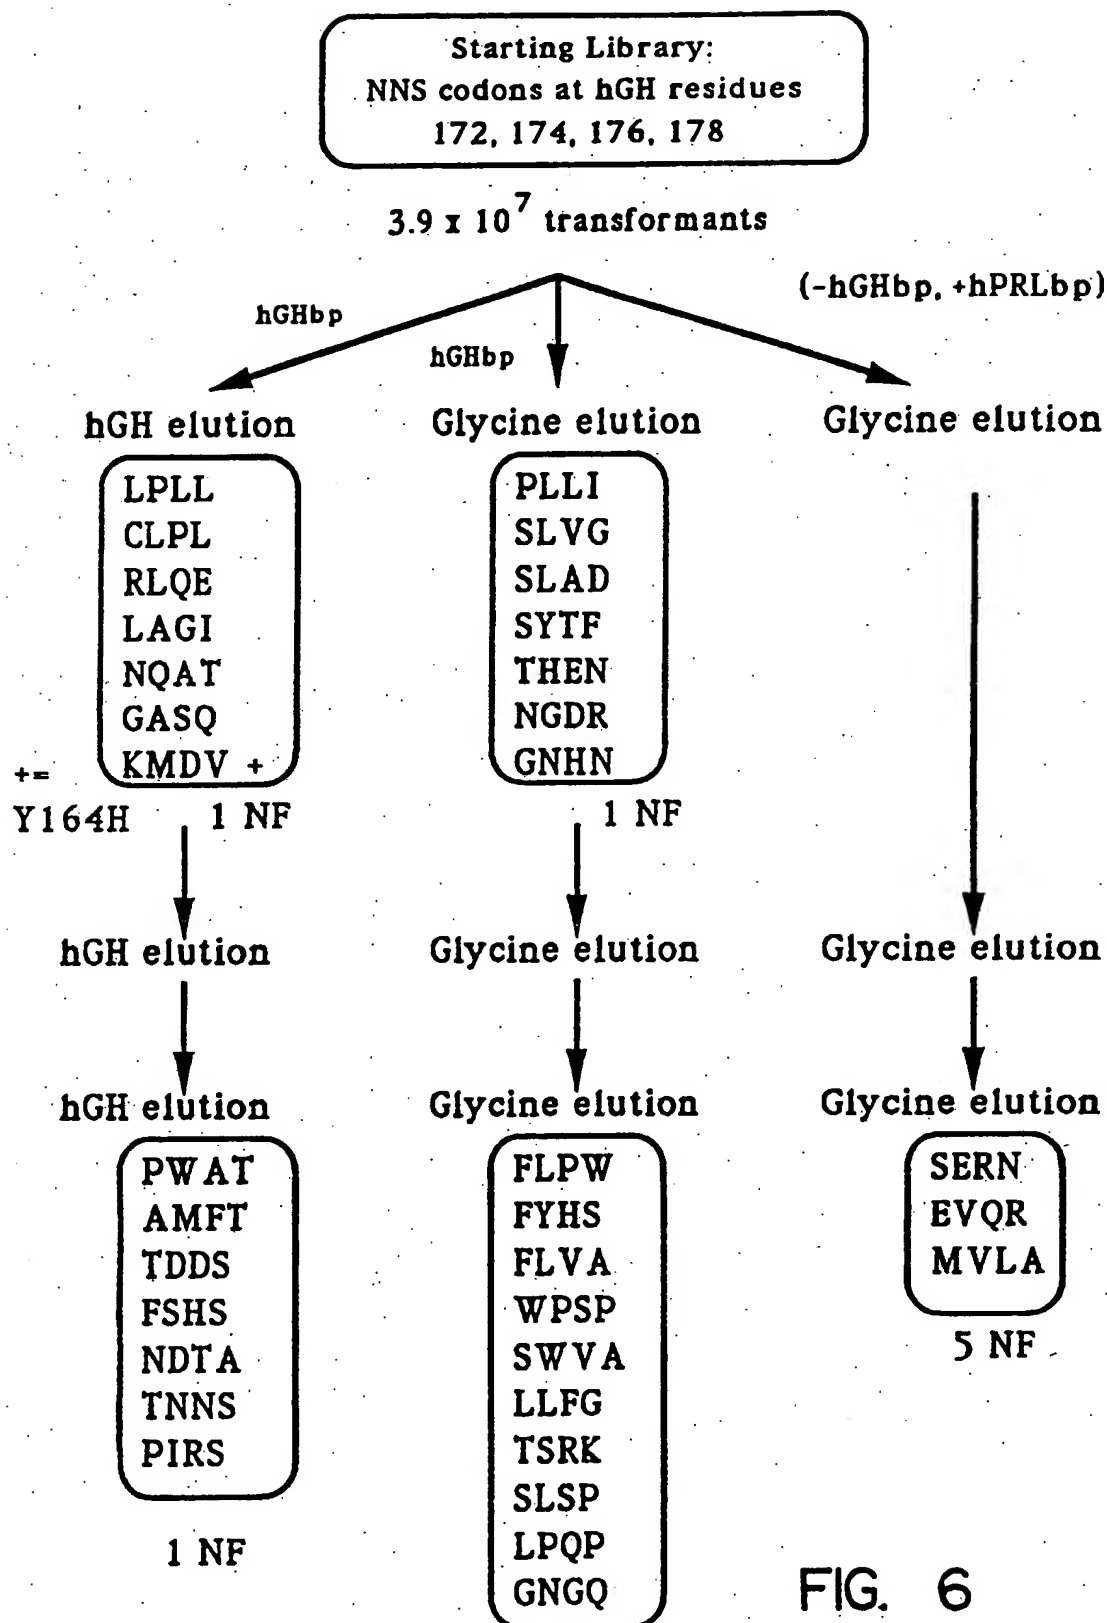 Starting Library:
NNS codons at hGH residues
172, 174, 176, 178
3.9 x 10^7 transformants
(-hGHbp, +hPRLbp)
hGHbp
hGHbp
hGH elution
Glycine elution
Glycine elution
LPLL
CLPL
RLQE
LAGI
NQAT
GASQ
KMDV +
PLLI
SLVG
SLAD
SYTF
THEN
NGDR
GNHN
+=
Y164H
1 NF
1 NF
hGH elution
Glycine elution
Glycine elution
hGH elution
Glycine elution
Glycine elution
PWAT
AMFT
TDDS
FSHS
NDTA
TNNS
PIRS
1 NF
FLPW
FYHS
FLVA
WPSP
SWVA
LLFG
TSRK
SLSP
LPQP
GNGQ
SERN
EVQR
MVLA
5 NF
FIG. 6